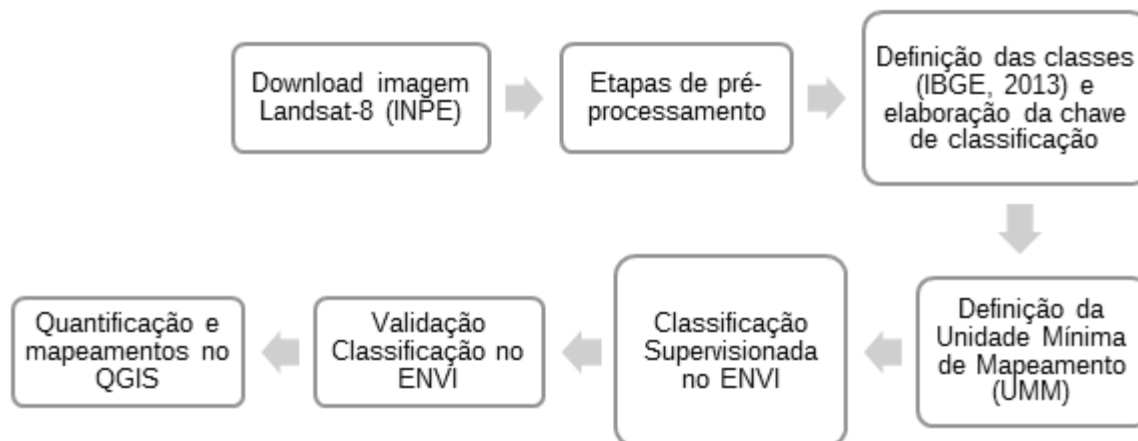 Download imagem
Landsat-8 (INPE)
Etapas de pré-
processamento
Definição das classes
(IBGE, 2013) e
elaboração da chave
de classificação
Definição da
Unidade Mínima
de Mapeamento
(UMM)
Classificação
Supervisionada
no ENVI
Validação
Classificação no
ENVI
Quantificação e
mapeamentos no
QGIS